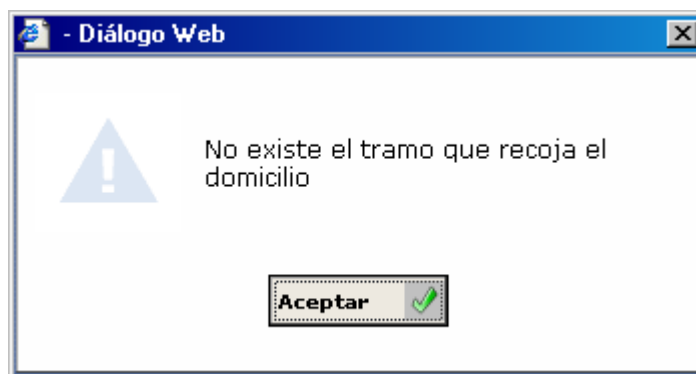 - Diálogo Web
No existe el tramo que recoja el
domicilio
Aceptar